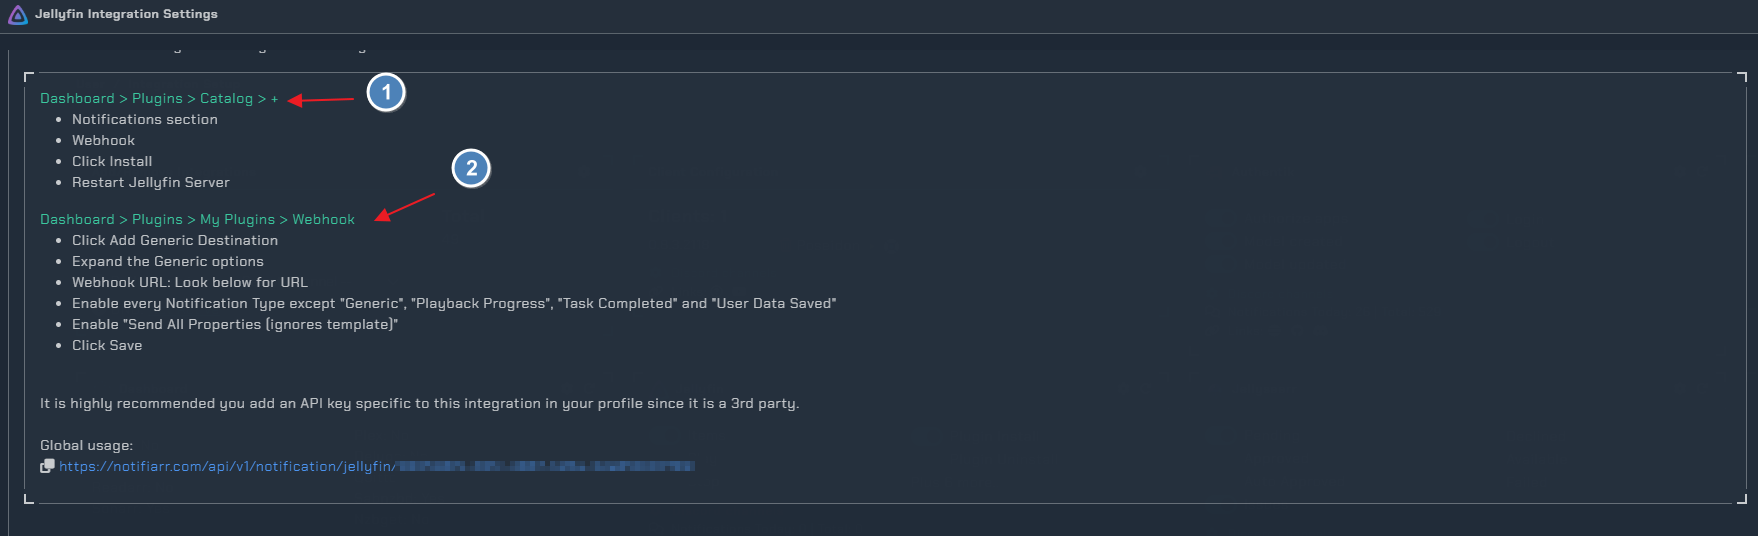 Jellyfin Integration Settings
Dashboard > Plugins > Catalog > +
1
Notifications section
Webhook
Click Install
2
Restart Jellyfin Server
Dashboard > Plugins > My Plugins > Webhook
Click Add Generic Destination
Expand the Generic options
Webhook URL: Look below for URL
Enable every Notification Type except "Generic", "Playback Progress", "Task Completed" and "User Data Saved"
Enable "Send All Properties (ignores template)"
Click Save
It is highly recommended you add an API key specific to this integration in your profile since it is a 3rd party.
Global usage:
https://notifiarr.com/api/v1/notification/jellyfin/